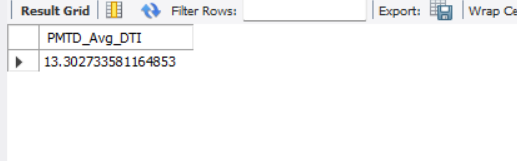 Result Grid Filter Rows: Export: Wrap Ce
PMTD_Avg_DTI
13.302733581164853